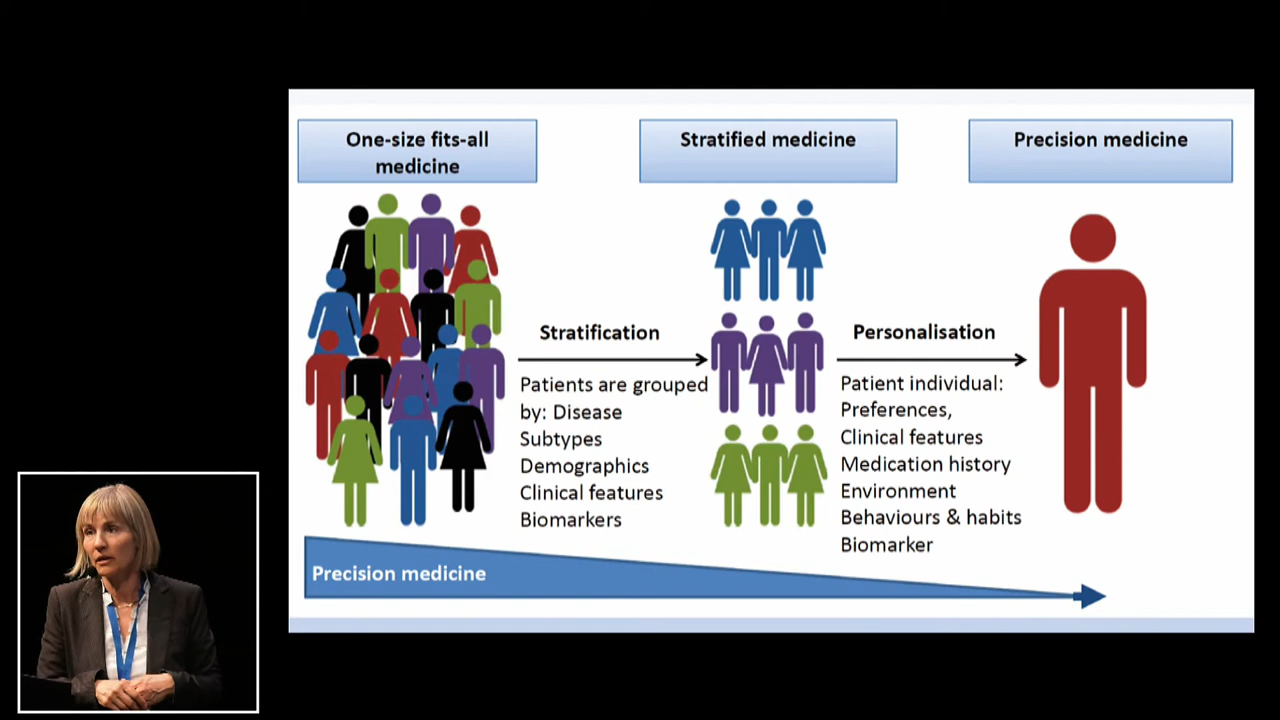 One-size fits-all
medicine
Stratified medicine
Precision medicine
Stratification
Patients are grouped
by: Disease
Subtypes
Demographics
Clinical features
Biomarkers
Personalisation
Patient individual:
Preferences,
Clinical features
Medication history
Environment
Behaviours & habits
Biomarker
Precision medicine